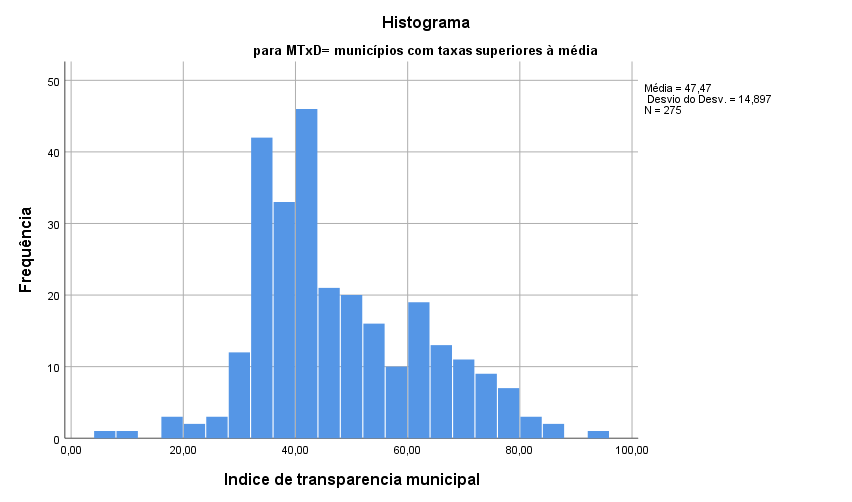 Histograma
para MTxD= municípios com taxas superiores à média
Média = 47,47
Desvio do Desv. = 14,897
N = 275
Frequência
50
40
30
20
10
0
0,00 20,00 40,00 60,00 80,00 100,00
Indice de transparencia municipal